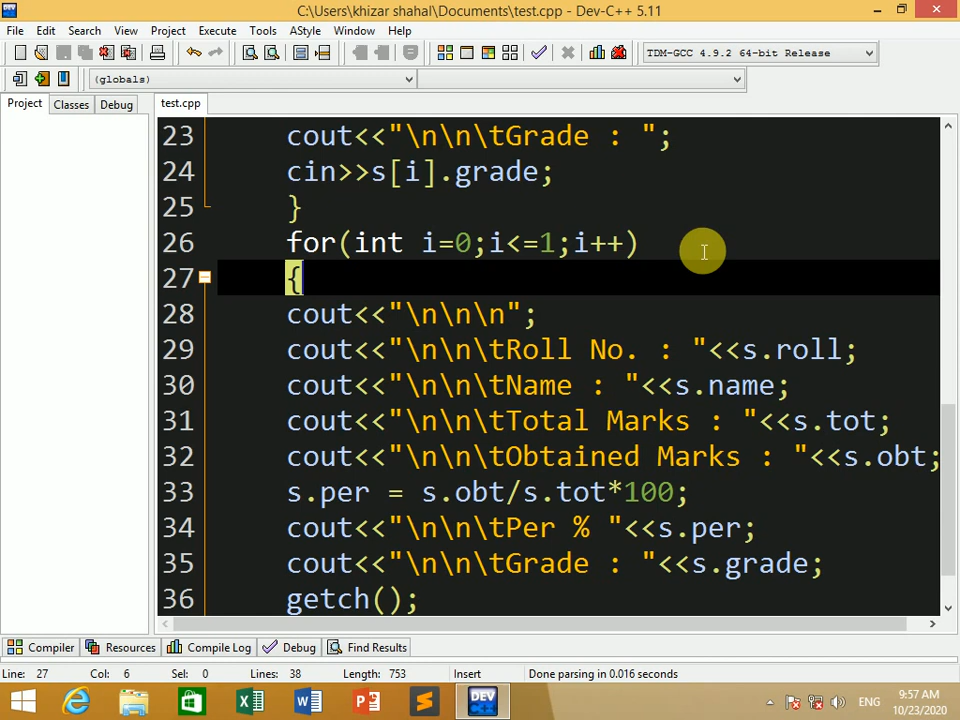 C:\Users\khizar shahal\Documents\test.cpp - Dev-C++ 5.11
File Edit Search View Project Execute Tools AStyle Window Help
TDM-GCC 4.9.2 64-bit Release
(globals)
Project Classes Debug test.cpp
23 cout<<"\n\n\tGrade : ";
24 cin>>s[i].grade;
25 }
26 for(int i=0;i<=1;i++)
27 {
28 cout<<"\n\n\n";
29 cout<<"\n\n\tRoll No. : "<<s.roll;
30 cout<<"\n\n\tName : "<<s.name;
31 cout<<"\n\n\tTotal Marks : "<<s.tot;
32 cout<<"\n\n\tObtained Marks : "<<s.obt;
33 s.per = s.obt/s.tot*100;
34 cout<<"\n\n\tPer % "<<s.per;
35 cout<<"\n\n\tGrade : "<<s.grade;
36 getch();
Compiler Resources Compile Log Debug Find Results
Line: 27 Col: 6 Sel: 0 Lines: 38 Length: 753 Insert Done parsing in 0.016 seconds
DEV
ENG
9:57 AM
10/23/2020